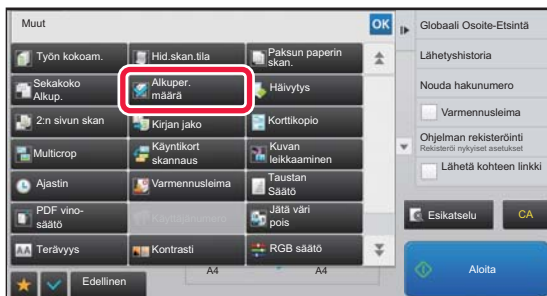 Muut
OK
Työn kokoam.
Hid.skan.tila
Paksun paperin
skan.
Sekakoko
Alkup.
Alkuper.
määrä
Häivytys
2:n sivun skan
Kirjan jako
Korttikopio
Multicrop
Käyntikort
skannaus
Kuvan
leikkaaminen
Ajastin
Varmennusleima
Taustan
Säätö
PDF vino-
säätö
Käyttäjänumero
Jätä väri
pois
AA Terävyys
Kontrasti
RGB säätö
Edellinen
A4
A4
Globaali Osoite-Etsintä
Lähetyshistoria
Nouda hakunumero
Varmennusleima
Ohjelman rekisteröinti
Rekisteröi nykyiset asetukset
Lähetä kohteen linkki
Esikatselu
CA
Aloita